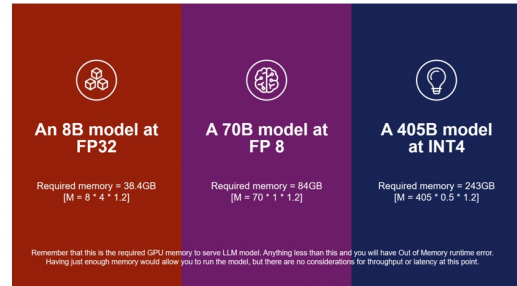 An 8B model at
FP32
Required memory = 38.4GB
[M = 8 * 4 * 1.2]
A 70B model at
FP 8
Required memory = 84GB
[M = 70 * 1 * 1.2]
A 405B model
at INT4
Required memory = 243GB
[M = 405 * 0.5 * 1.2]
Remember that this is the required GPU memory to serve LLM model. Anything less than this and you will have Out of Memory runtime error.
Having just enough memory would allow you to run the model, but there are no considerations for throughput or latency at this point.